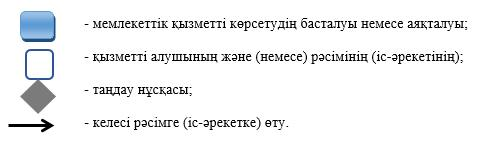 - мемлекеттік қызметті көрсетудің басталуы немесе аяқталуы;
- қызметті алушының және (немесе) рәсімінің (іс-әрекетінің);
- таңдау нұсқасы;
- келесі рәсімге (іс-әрекетке) өту.